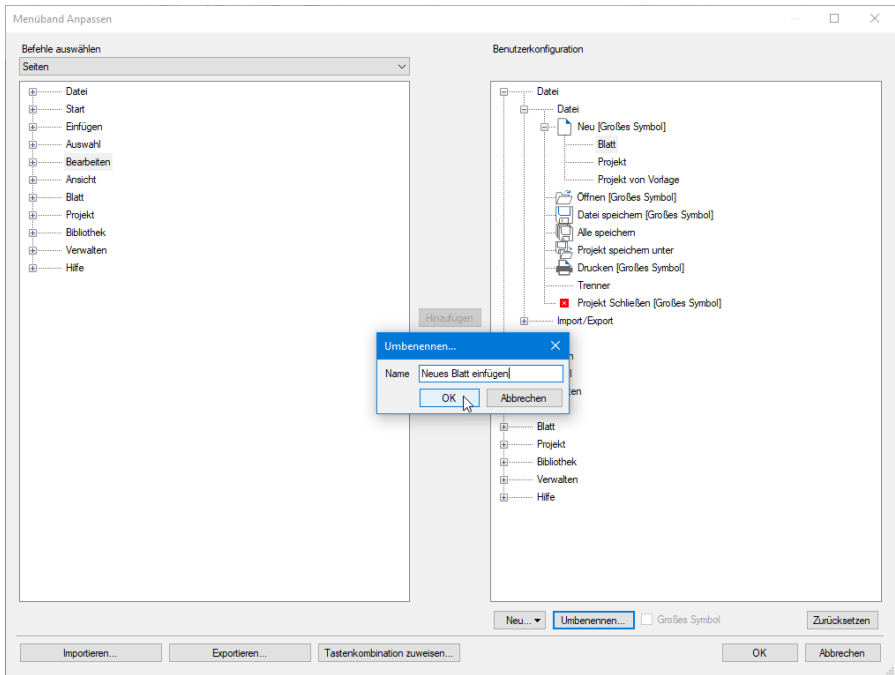 Menüband Anpassen
Befehle auswählen
Seiten
Datei
Start
Einfügen
Auswahl
Bearbeiten
Ansicht
Blatt
Projekt
Bibliothek
Verwalten
Hilfe
Hinzufügen
Benutzerkonfiguration
Datei
Datei
Neu [Großes Symbol]
Blatt
Projekt
Projekt von Vorlage
Öffnen [Großes Symbol]
Datei speichern [Großes Symbol]
Alle speichern
Projekt speichern unter
Drucken [Großes Symbol]
Trenner
Projekt Schließen [Großes Symbol]
Import/Export
Umbenennen...
Name Neues Blatt einfügen
OK Abbrechen
n
l
en
Blatt
Projekt
Bibliothek
Verwalten
Hilfe
Neu... Umbenennen... Großes Symbol Zurücksetzen
Importieren... Exportieren... Tastenkombination zuweisen... OK Abbrechen